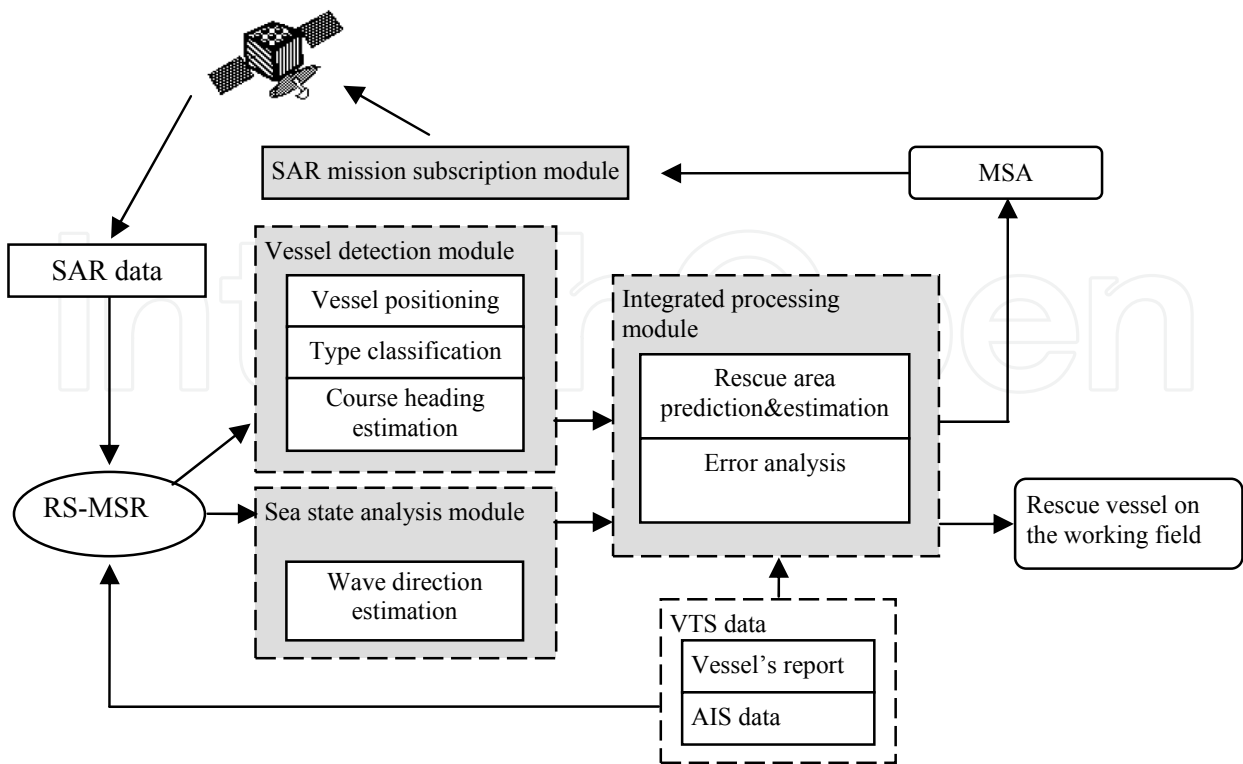 SAR mission subscription module
MSA
SAR data
Vessel detection module
Vessel positioning
Type classification
Course heading
estimation
Integrated processing
module
Rescue area
prediction&estimation
Error analysis
RS-MSR
Sea state analysis module
Wave direction
estimation
Rescue vessel on
the working field
VTS data
Vessel's report
AIS data
IntechOpen